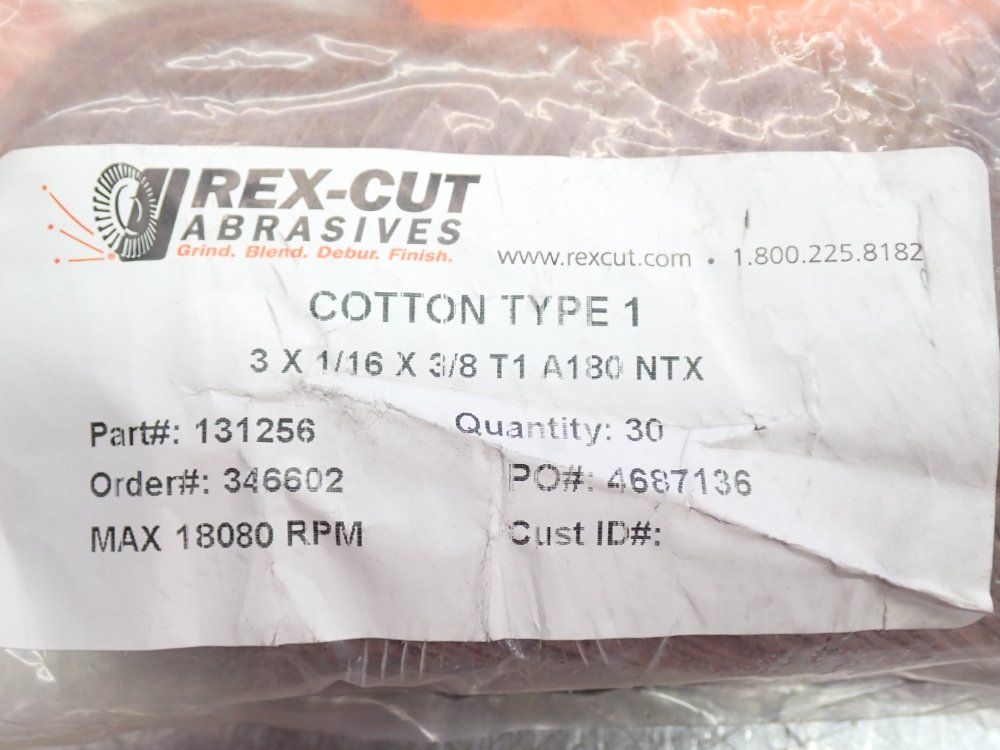 REX-CUT
ABRASIVES
Grind. Blend. Debur. Finish.
www.rexcut.com • 1.800.225.8182
COTTON TYPE 1
3 X 1/16 X 3/8 T1 A180 NTX
Part#: 131256 Quantity: 30
Order#: 346602 PO#: 4687136
MAX 18080 RPM Cust ID#: